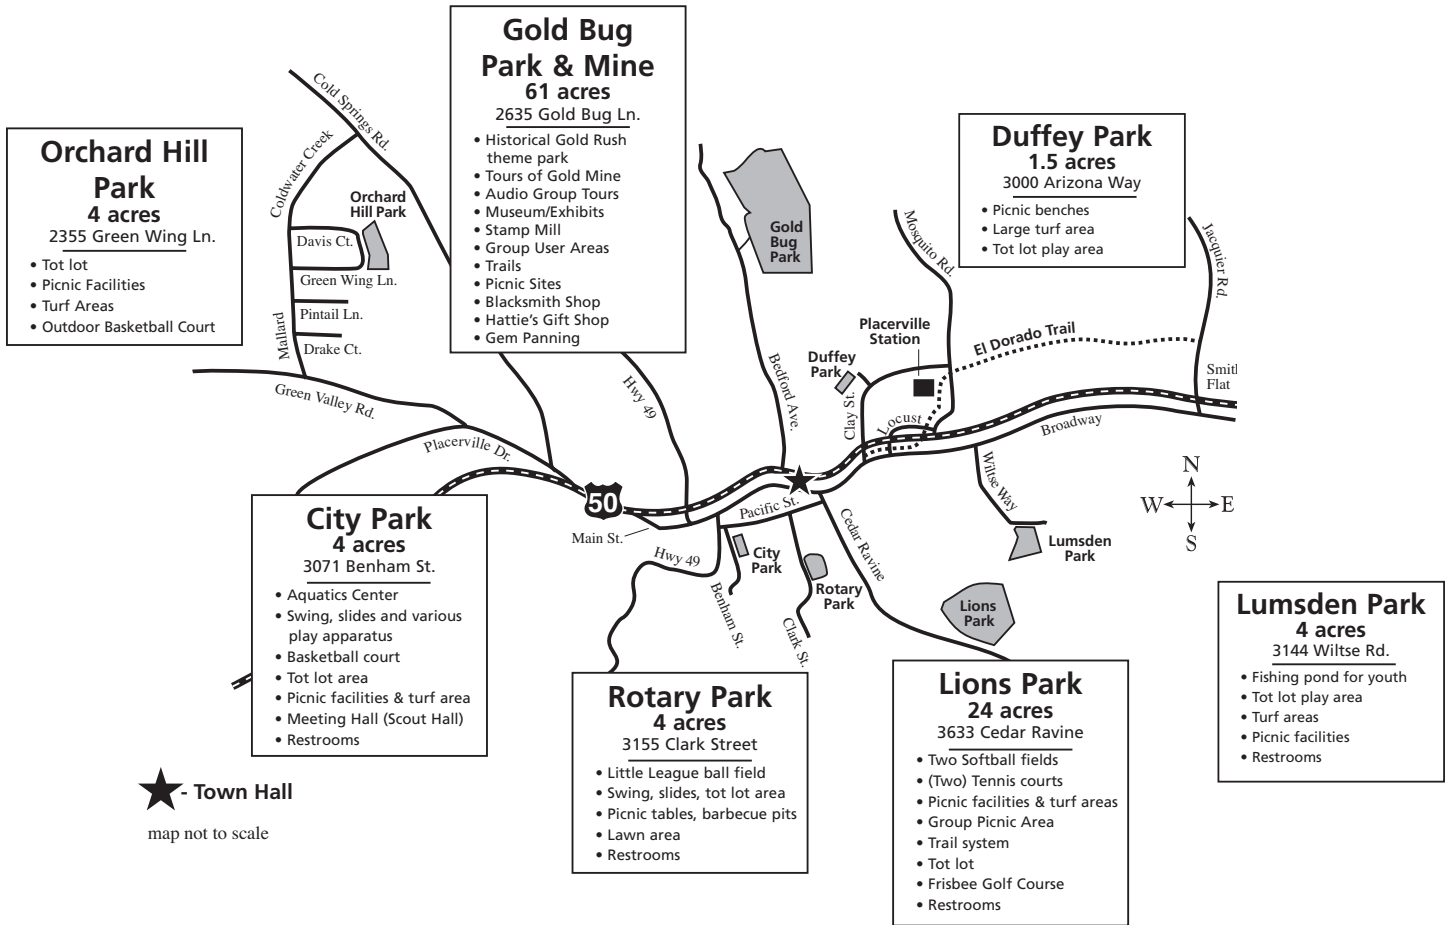 Gold Bug
Park & Mine
61 acres
2635 Gold Bug Ln.
• Historical Gold Rush
theme park
• Tours of Gold Mine
• Audio Group Tours
• Museum/Exhibits
• Stamp Mill
• Group User Areas
• Trails
• Picnic Sites
• Blacksmith Shop
• Hattie's Gift Shop
• Gem Panning
Orchard Hill
Park
4 acres
2355 Green Wing Ln.
• Tot lot
• Picnic Facilities
• Turf Areas
• Outdoor Basketball Court
Duffey Park
1.5 acres
3000 Arizona Way
• Picnic benches
• Large turf area
• Tot lot play area
Cold Springs Rd.
Coldwater Creek
Orchard
Hill Park
Davis Ct.
Green Wing Ln.
Pintail Ln.
Mallard
Drake Ct.
Green Valley Rd.
Placerville Dr.
Hwy 49
Gold
Bug
Park
Bedford Ave.
Mosquito Rd.
Jacquier Rd.
Placerville
Station
El Dorado Trail
Duffey
Park
Clay St.
Locust
Smith
Flat
Broadway
50
Main St.
Pacific St.
Hwy 49
City
Park
Benham St.
Rotary
Park
Clark St.
Cedar Ravine
Wiltse Way
Lumsden
Park
Lions
Park
N
W
E
S
City Park
4 acres
3071 Benham St.
• Aquatics Center
• Swing, slides and various
play apparatus
• Basketball court
• Tot lot area
• Picnic facilities & turf area
• Meeting Hall (Scout Hall)
• Restrooms
Rotary Park
4 acres
3155 Clark Street
• Little League ball field
• Swing, slides, tot lot area
• Picnic tables, barbecue pits
• Lawn area
• Restrooms
Lions Park
24 acres
3633 Cedar Ravine
• Two Softball fields
• (Two) Tennis courts
• Picnic facilities & turf areas
• Group Picnic Area
• Trail system
• Tot lot
• Frisbee Golf Course
• Restrooms
Lumsden Park
4 acres
3144 Wiltse Rd.
• Fishing pond for youth
• Tot lot play area
• Turf areas
• Picnic facilities
• Restrooms
- Town Hall
map not to scale